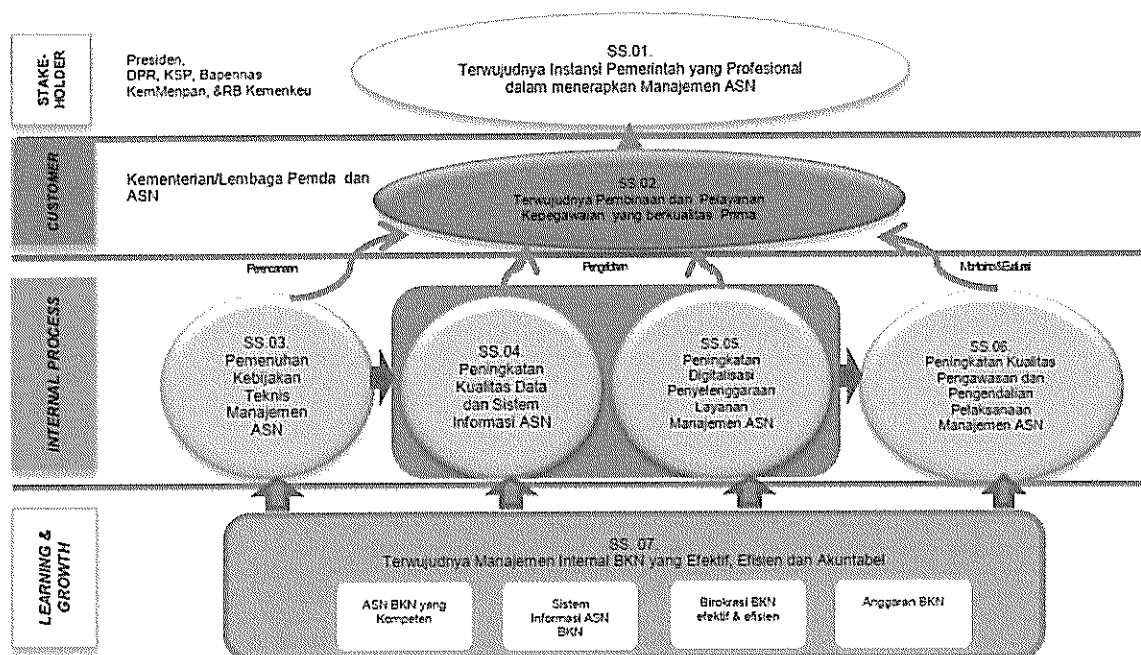 STAKE-
HOLDER
Presiden,
DPR, KSP, Bapennas
KemMenpan, &RB Kemenkeu
SS.01.
Terwujudnya Instansi Pemerintah yang Profesional
dalam menerapkan Manajemen ASN
CUSTOMER
Kementerian/Lembaga Pemda dan
ASN
SS.02.
Terwujudnya Pembinaan dan Pelayanan
Kepegawaian yang berkualitas Prima
INTERNAL PROCESS
Perencanaan
SS.03.
Pemenuhan
Kebijakan
Teknis
Manajemen
ASN
SS.04.
Peningkatan
Kualitas Data
dan Sistem
Informasi ASN
SS.05.
Peningkatan
Digitalisasi
Penyelenggaraan
Layanan
Manajemen ASN
SS.06.
Peningkatan Kualitas
Pengawasan dan
Pengendalian
Pelaksanaan
Manajemen ASN
LEARNING &
GROWTH
SS. 07
Terwujudnya Manajemen Internal BKN yang Efektif, Efisien dan Akuntabel
ASN BKN yang
Kompeten
Sistem
Informasi ASN
BKN
Birokrasi BKN
efektif & efisien
Anggaran BKN